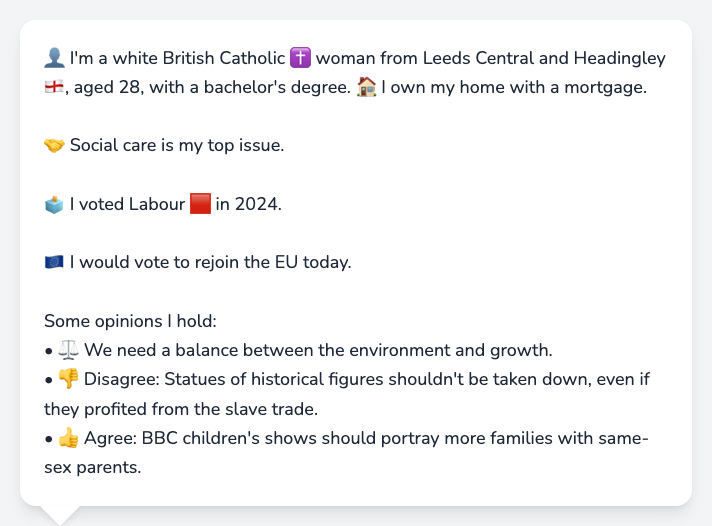 👤 I'm a white British Catholic ✝️ woman from Leeds Central and Headingley
🏴󠁧󠁢󠁥󠁮󠁧󠁿, aged 28, with a bachelor's degree. 🏠 I own my home with a mortgage.
🤝 Social care is my top issue.
🗳️ I voted Labour 🟥 in 2024.
🇪🇺 I would vote to rejoin the EU today.
Some opinions I hold:
• ⚖️ We need a balance between the environment and growth.
• 👎 Disagree: Statues of historical figures shouldn't be taken down, even if
they profited from the slave trade.
• 👍 Agree: BBC children's shows should portray more families with same-
sex parents.